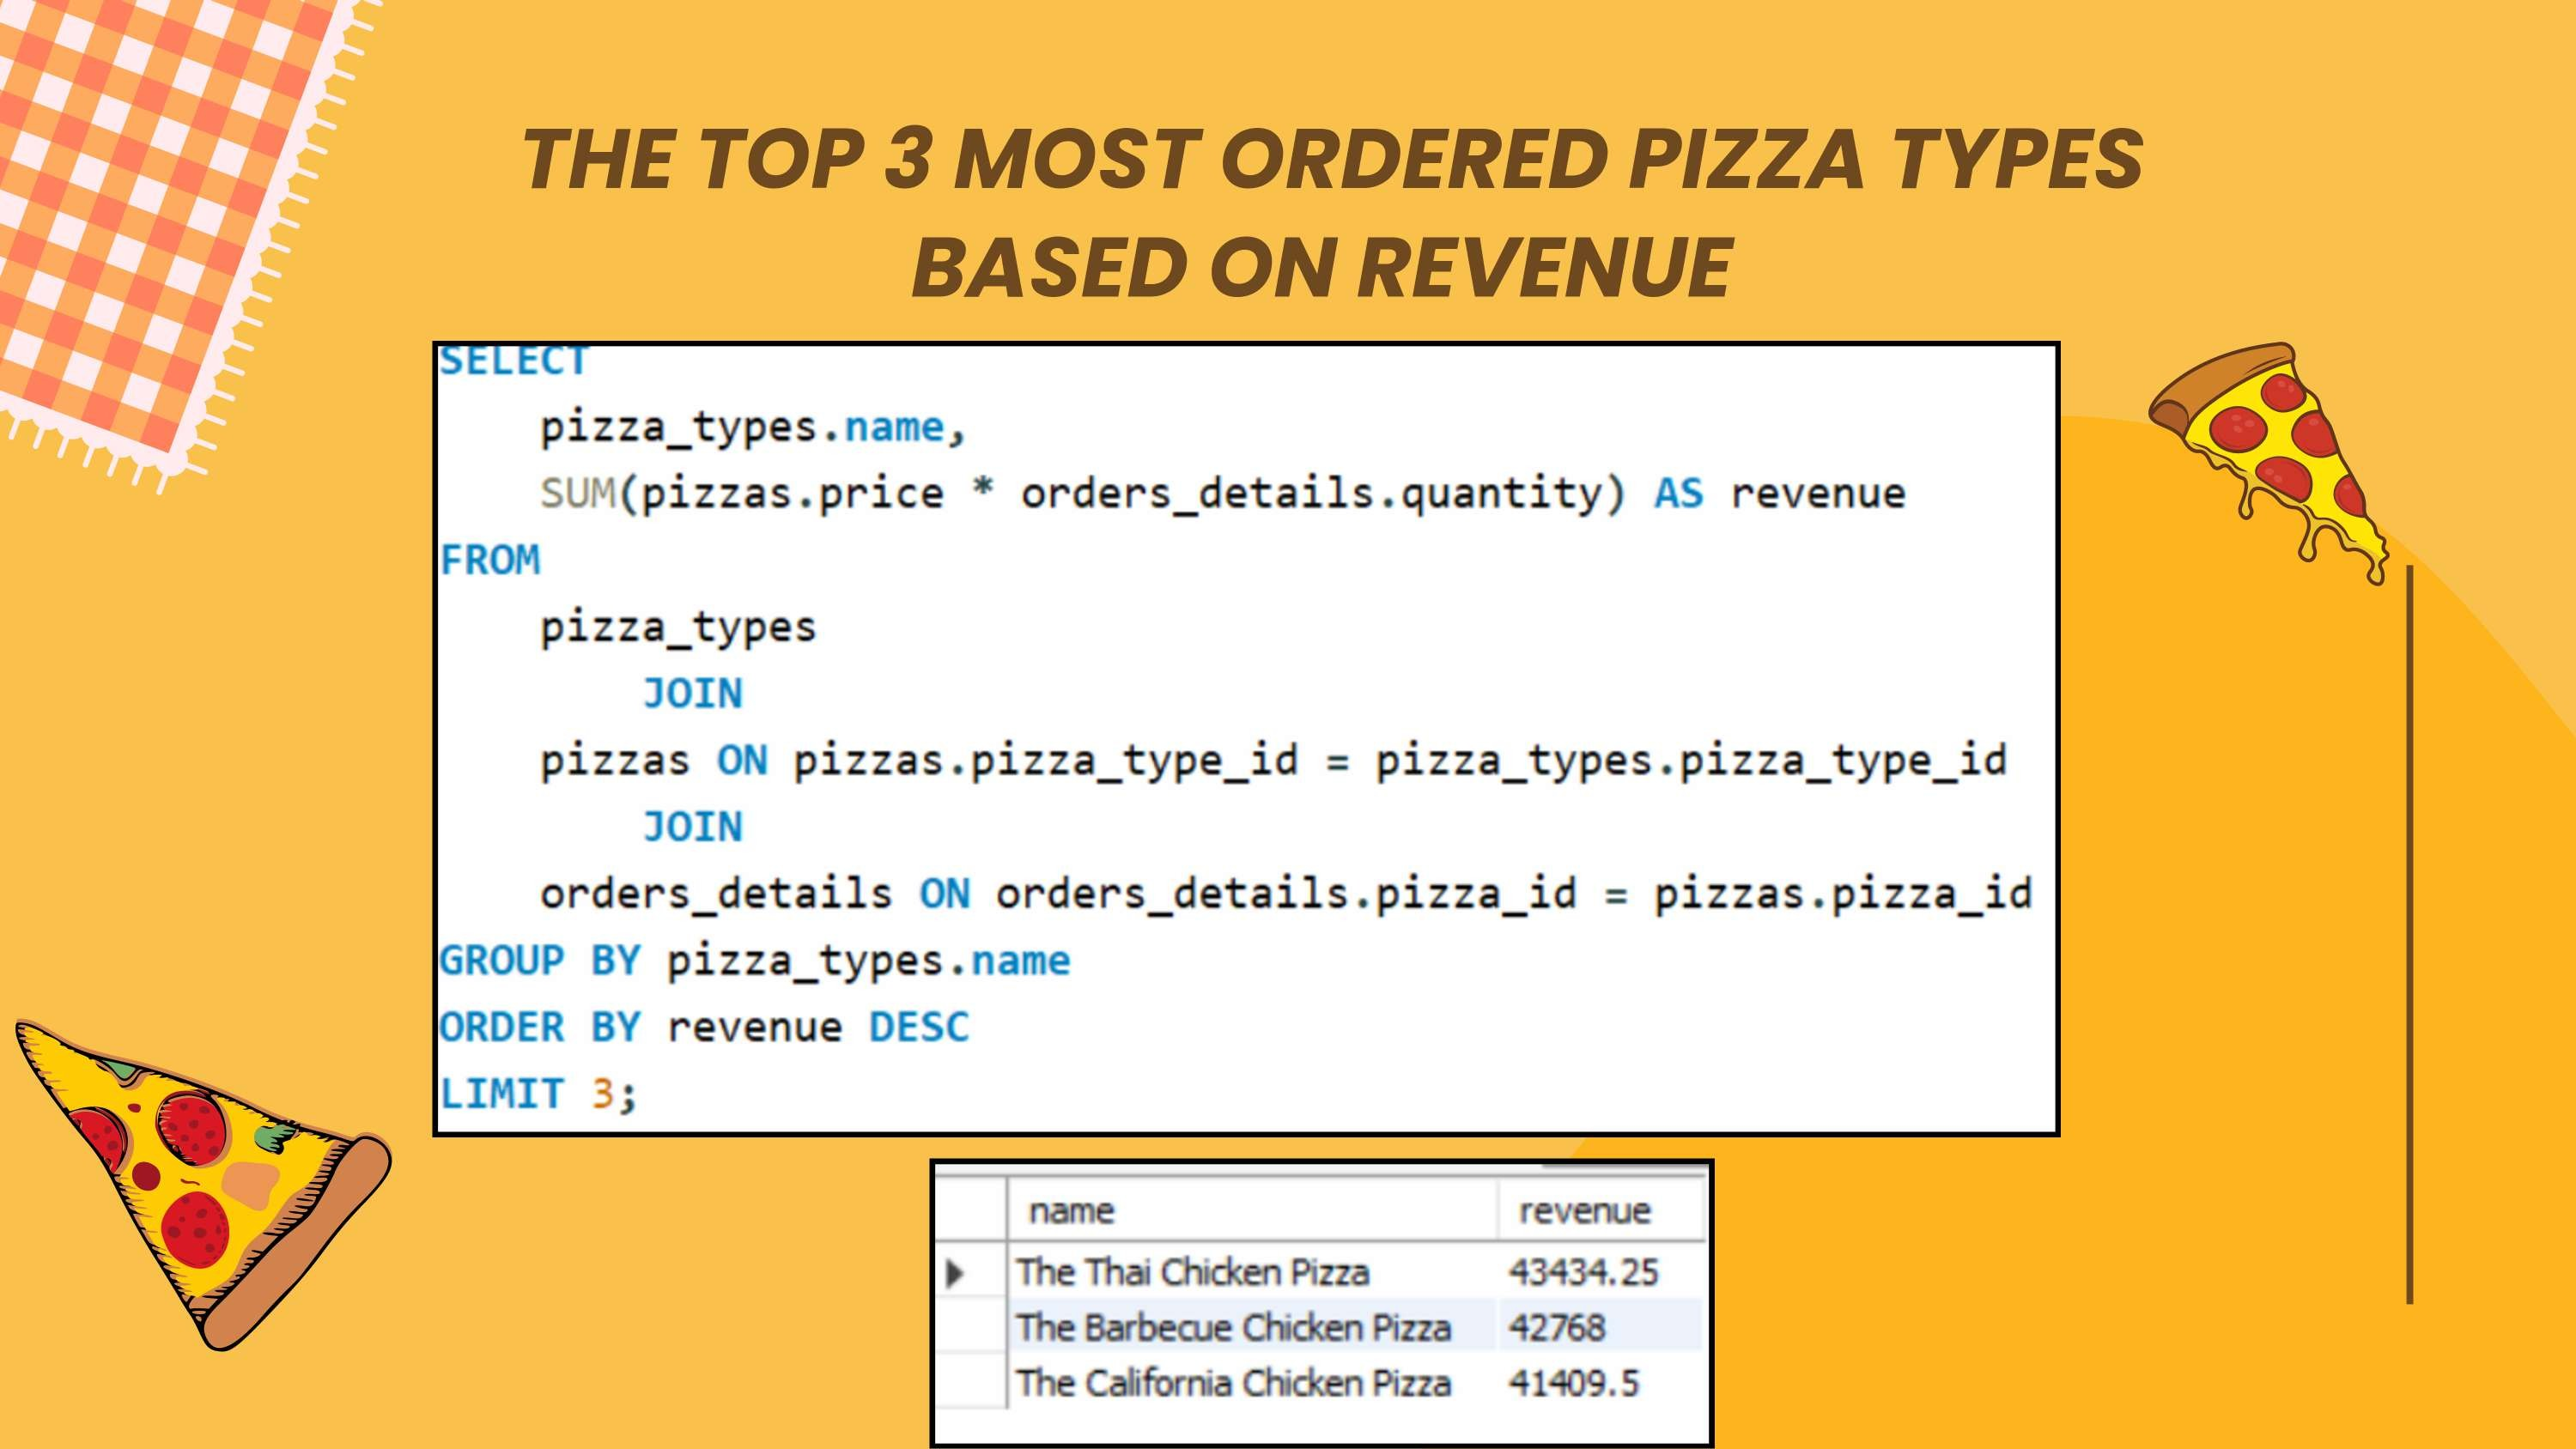 THE TOP 3 MOST ORDERED PIZZA TYPES
BASED ON REVENUE
SELECT
pizza_types.name,
SUM(pizzas.price * orders_details.quantity) AS revenue
FROM
pizza_types
JOIN
pizzas ON pizzas.pizza_type_id = pizza_types.pizza_type_id
JOIN
orders_details ON orders_details.pizza_id = pizzas.pizza_id
GROUP BY pizza_types.name
ORDER BY revenue DESC
LIMIT 3;
name revenue
The Thai Chicken Pizza 43434.25
The Barbecue Chicken Pizza 42768
The California Chicken Pizza 41409.5